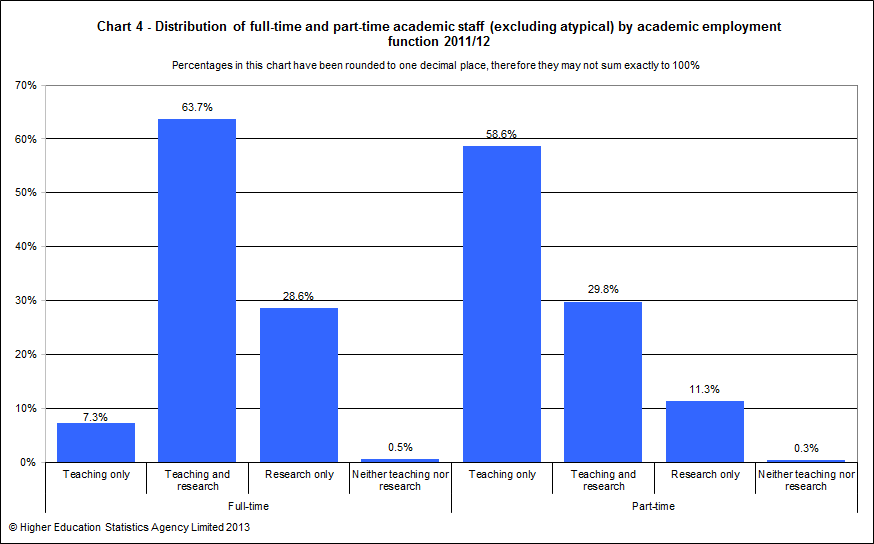 Chart 4 - Distribution of full-time and part-time academic staff (excluding atypical) by academic employment
function 2011/12
Percentages in this chart have been rounded to one decimal place, therefore they may not sum exactly to 100%
70%
60%
50%
40%
30%
20%
10%
0%
7.3%
63.7%
28.6%
0.5%
58.6%
29.8%
11.3%
0.3%
Teaching only
Teaching and
research
Research only
Neither teaching nor
research
Teaching only
Teaching and
research
Research only
Neither teaching nor
research
Full-time
Part-time
© Higher Education Statistics Agency Limited 2013